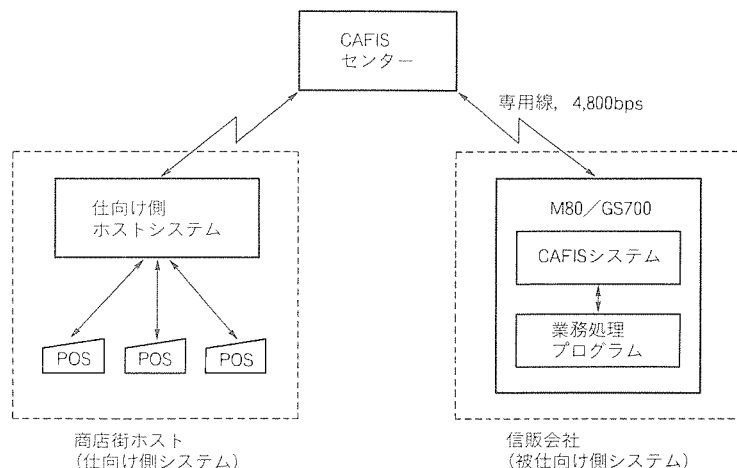 CAFIS
センター
専用線，4,800bps
仕向け側
ホストシステム
POS
POS
POS
M80／GS700
CAFISシステム
業務処理
プログラム
商店街ホスト
（仕向け側システム）
信販会社
（被仕向け側システム）